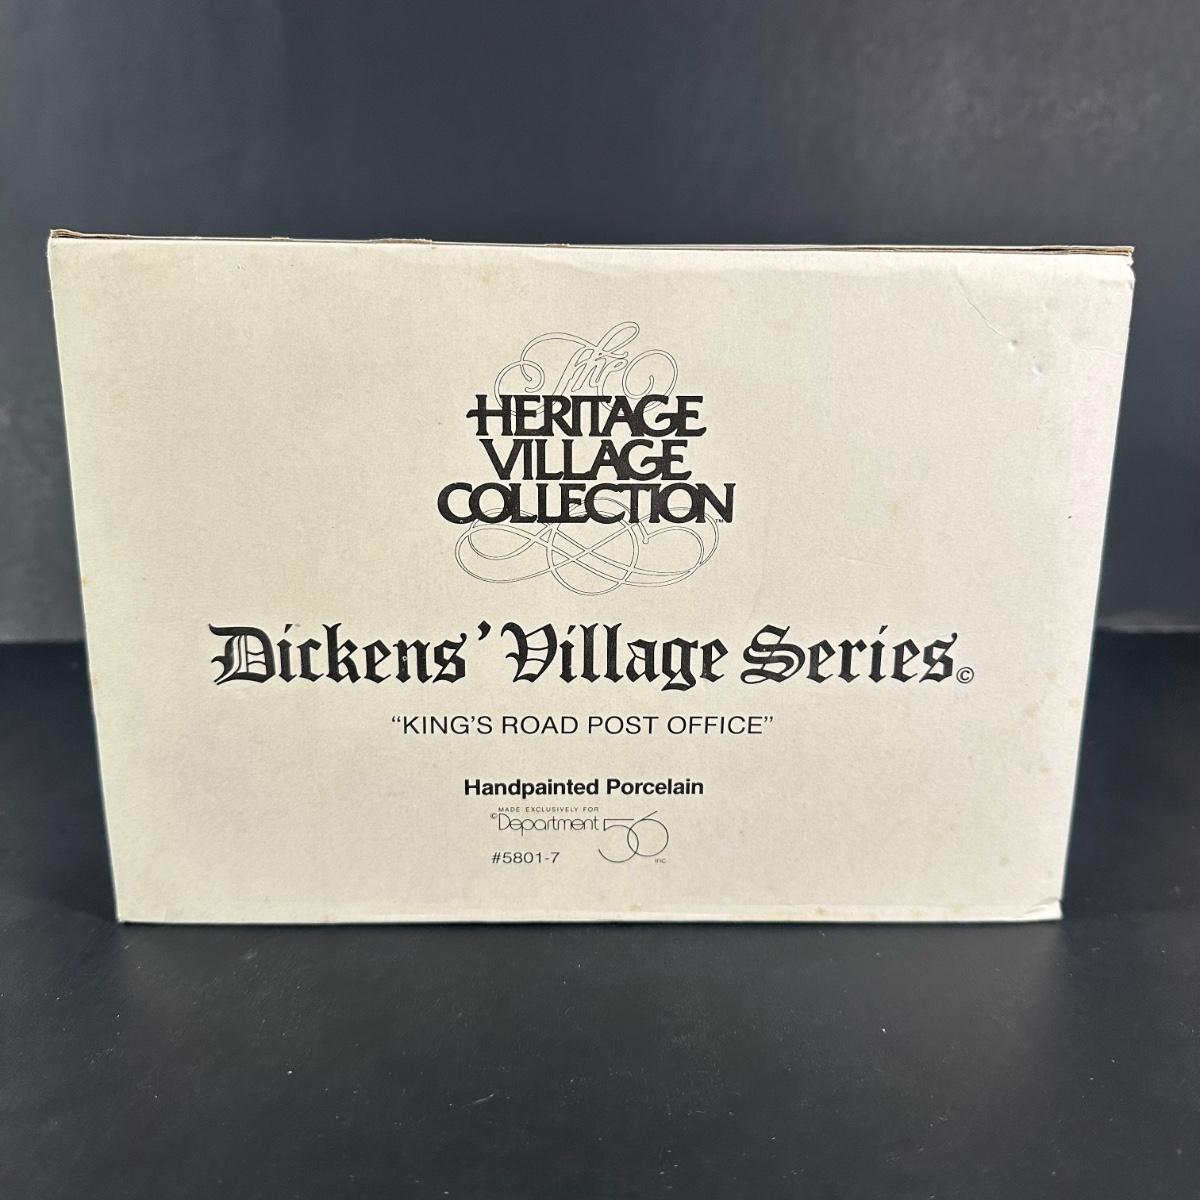 The
HERITAGE
VILLAGE
COLLECTION™
Dickens' Village Series©
“KING’S ROAD POST OFFICE”
Handpainted Porcelain
MADE EXCLUSIVELY FOR
©Department 56 inc.
#5801-7